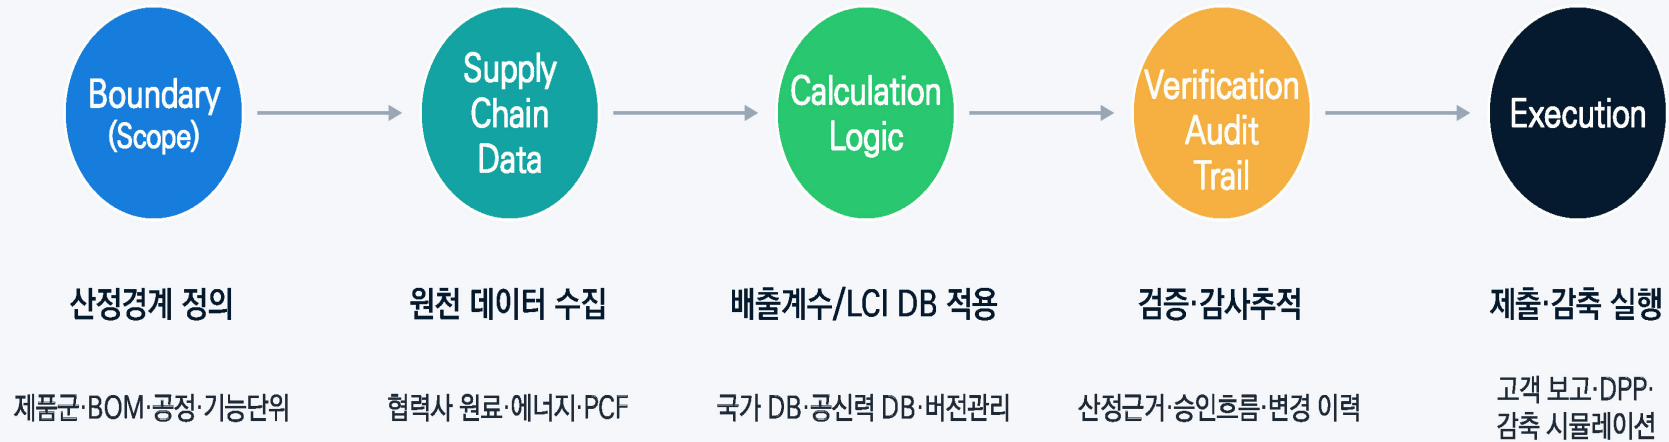 Boundary
(Scope)
Supply
Chain
Data
Calculation
Logic
Verification
Audit
Trail
Execution
산정경계 정의
원천 데이터 수집
배출계수/LCI DB 적용
검증·감사추적
제출·감축 실행
제품군·BOM·공정·기능단위
협력사 원료·에너지·PCF
국가 DB·공신력 DB·버전관리
산정근거·승인흐름·변경 이력
고객 보고·DPP·
감축 시뮬레이션